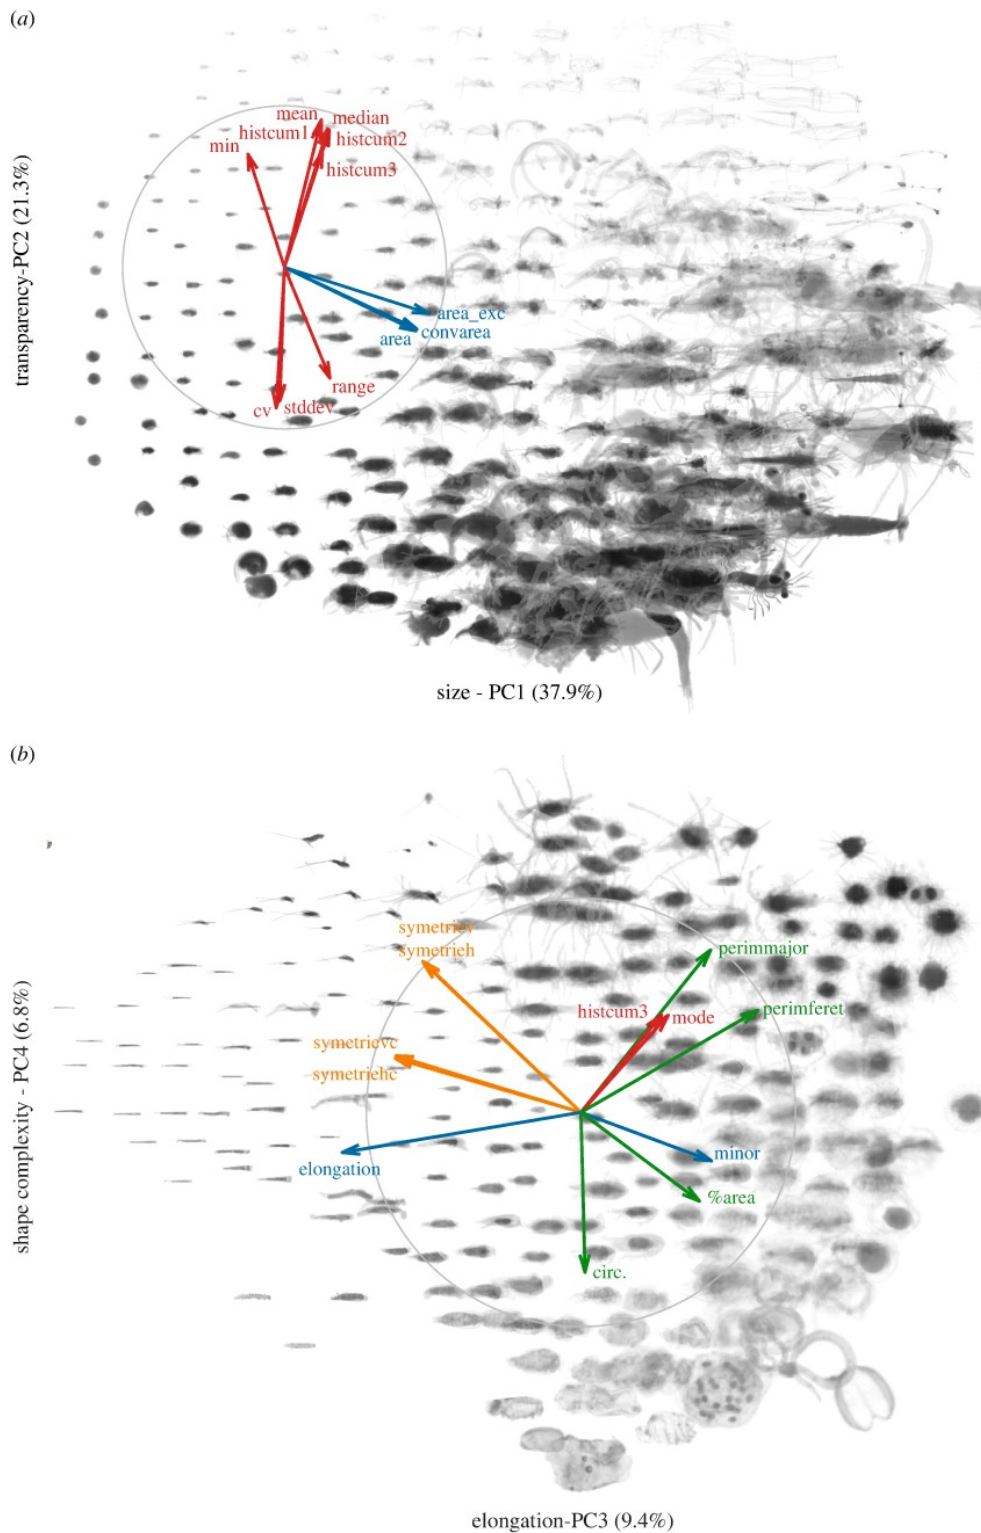 (a)
mean
median
histcum1
histcum2
min
histcum3
area_exc
area
convarea
range
cv
stddev
transparency-PC2 (21.3%)
size - PC1 (37.9%)
(b)
symetriev
symetrieh
perimmajor
histcum3
mode
perimferet
symetrievc
symetriehc
elongation
minor
%area
circ.
shape complexity - PC4 (6.8%)
elongation-PC3 (9.4%)